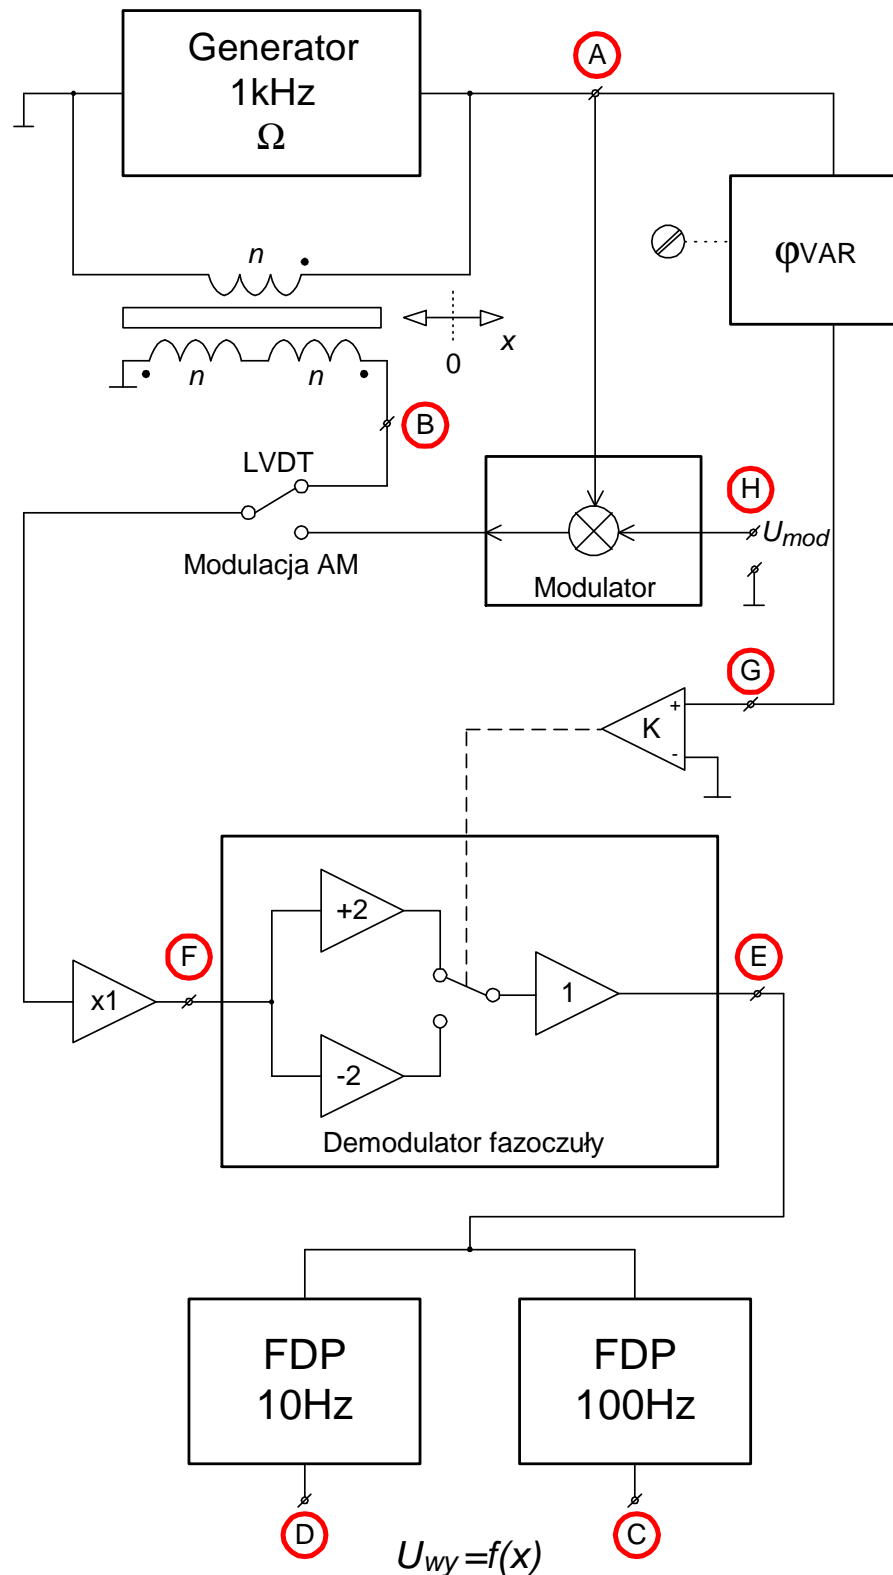 Generator
1kHz
Ω
A
φVAR
n
x
0
n n
B
LVDT
H
Umod
Modulacja AM
Modulator
G
K
+
-
+2
F
E
x1
1
-2
Demodulator fazoczuły
FDP
10Hz
FDP
100Hz
D
C
Uwy=f(x)